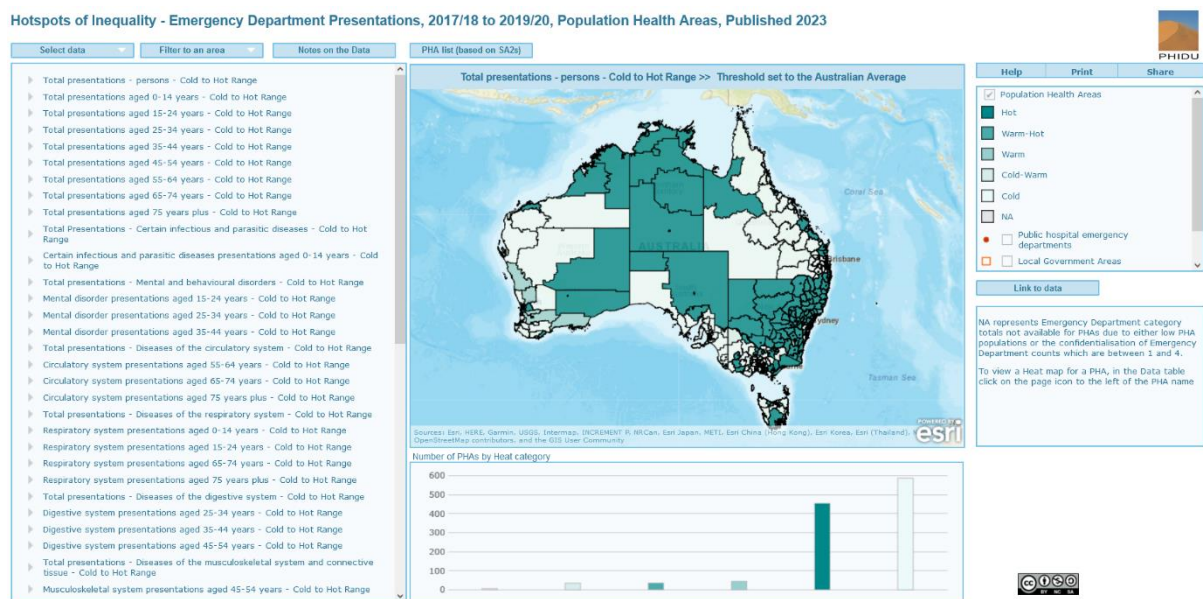 Hotspots of Inequality - Emergency Department Presentations, 2017/18 to 2019/20, Population Health Areas, Published 2023
PHIDU
Select data
Filter to an area
Notes on the Data
PHA list (based on SA2s)
Total presentations - persons - Cold to Hot Range
Total presentations aged 0-14 years - Cold to Hot Range
Total presentations aged 15-24 years - Cold to Hot Range
Total presentations aged 25-34 years - Cold to Hot Range
Total presentations aged 35-44 years - Cold to Hot Range
Total presentations aged 45-54 years - Cold to Hot Range
Total presentations aged 55-64 years - Cold to Hot Range
Total presentations aged 65-74 years - Cold to Hot Range
Total presentations aged 75 years plus - Cold to Hot Range
Total Presentations - Certain infectious and parasitic diseases - Cold to Hot
Range
Certain infectious and parasitic diseases presentations aged 0-14 years - Cold
to Hot Range
Total presentations - Mental and behavioural disorders - Cold to Hot Range
Mental disorder presentations aged 15-24 years - Cold to Hot Range
Mental disorder presentations aged 25-34 years - Cold to Hot Range
Mental disorder presentations aged 35-44 years - Cold to Hot Range
Total presentations - Diseases of the circulatory system - Cold to Hot Range
Circulatory system presentations aged 55-64 years - Cold to Hot Range
Circulatory system presentations aged 65-74 years - Cold to Hot Range
Circulatory system presentations aged 75 years plus - Cold to Hot Range
Total presentations - Diseases of the respiratory system - Cold to Hot Range
Respiratory system presentations aged 0-14 years - Cold to Hot Range
Respiratory system presentations aged 15-24 years - Cold to Hot Range
Respiratory system presentations aged 65-74 years - Cold to Hot Range
Respiratory system presentations aged 75 years plus - Cold to Hot Range
Total presentations - Diseases of the digestive system - Cold to Hot Range
Digestive system presentations aged 25-34 years - Cold to Hot Range
Digestive system presentations aged 35-44 years - Cold to Hot Range
Digestive system presentations aged 45-54 years - Cold to Hot Range
Total presentations - Diseases of the musculoskeletal system and connective
tissue - Cold to Hot Range
Musculoskeletal system presentations aged 45-54 years - Cold to Hot Range
Total presentations - persons - Cold to Hot Range >> Threshold set to the Australian Average
Coral Sea
AUSTRALIA
Brisbane
Sydney
Tasman Sea
POWERED BY
esri
Sources: Esri, HERE, Garmin, USGS, Intermap, INCREMENT P, NRCan, Esri Japan, METI, Esri China (Hong Kong), Esri Korea, Esri (Thailand),
OpenStreetMap contributors, and the GIS User Community
Number of PHAs by Heat category
600
500
400
300
200
100
0
Help
Print
Share
Population Health Areas
Hot
Warm-Hot
Warm
Cold-Warm
Cold
NA
Public hospital emergency
departments
Local Government Areas
Link to data
NA represents Emergency Department category
totals not available for PHAs due to either low PHA
populations or the confidentialisation of Emergency
Department counts which are between 1 and 4.
To view a Heat map for a PHA, in the Data table
click on the page icon to the left of the PHA name
CC
BY NC SA